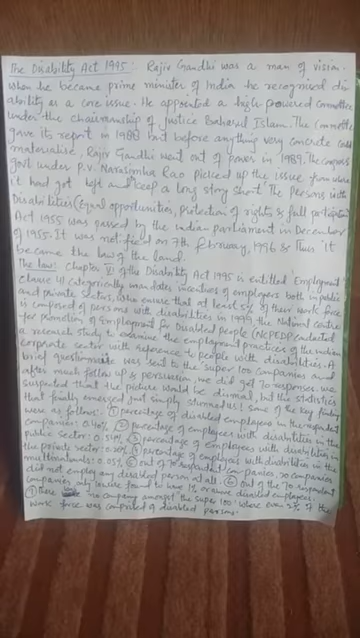 The Disability Act 1995: Rajiv Gandhi was a man of vision.
when he became prime minister of India he recognised dis-
ability as a core issue. He appointed a high powered committee
under the chairmanship of justice Baharul Islam. The Committee
gave its report in 1988 but before anything very concrete could
materialise, Rajiv Gandhi went out of power in 1989. The congress
govt under P.V. Narasimha Rao picked up the issue from where
it had got left and keep a long story short The Persons with
Disabilities (Equal opportunities, protection of rights & full participation
Act 1955 was passed by the indian parliament in December
of 1955. It was notified on 7th february, 1996 & Thus it
became the law of the land.
The law: chapter VI of the Disability Act 1995 is entitled 'Employment'
clause 41 categorically mandates incentives of employers both in public
and private sectors, who ensure that at least 5% of their work force
is composed of persons with disabilities in 1999, the National centre
for promotion of Employment for Disabled People (NCPEDP) conducted
a research study to examine the employment practices of the indian
corporate sector with reference to people with disabilities. A
brief questionnaire was sent to the super 100 companies and
after much follow up & persuasion, we did get 70 responses. we
suspected that the picture would be dismal, but the statistics
that finally emerged just simply stunned us! some of the key findings
were as follows: ① percentage of disabled employees in the respondent
companies: 0.40%, ② percentage of employees with disabilities in the
public sector: 0.54% ③ percentage of employees with disabilities in
the private sector: ④ percentage of employees with disabilities in the
multinationals: 0.05% ⑤ out of 70 respondent companies, 20 companies
did not employ any disabled person at all. ⑥ out of the 70 respondent
companies only were found to have 1% or above disabled employees.
⑦ there was no company amongst the super 100 where even 2% of the
work force was comprised of disabled persons.